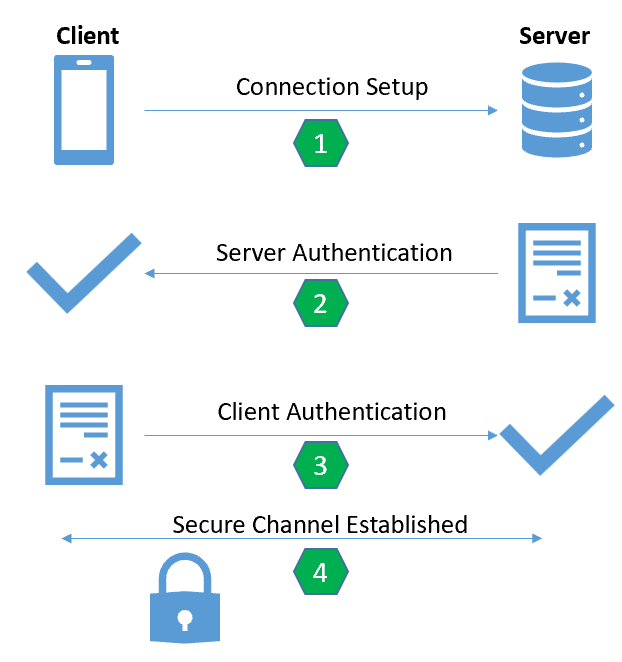 Client
Server
Connection Setup
1
Server Authentication
2
Client Authentication
3
Secure Channel Established
4